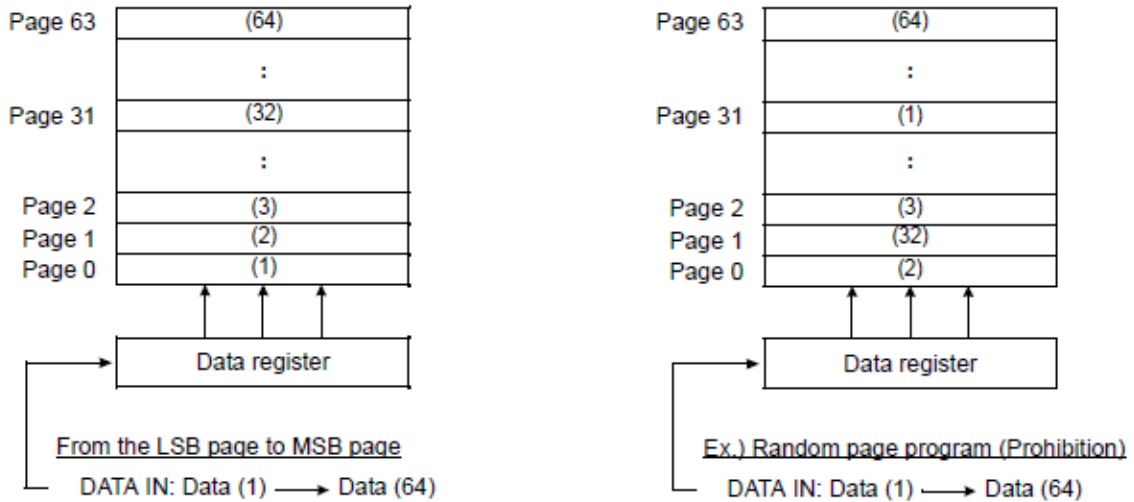 Page 63 (64)
:
Page 31 (32)
:
Page 2 (3)
Page 1 (2)
Page 0 (1)
Data register
From the LSB page to MSB page
DATA IN: Data (1) → Data (64)
Page 63 (64)
:
Page 31 (1)
:
Page 2 (3)
Page 1 (32)
Page 0 (2)
Data register
Ex.) Random page program (Prohibition)
DATA IN: Data (1) → Data (64)